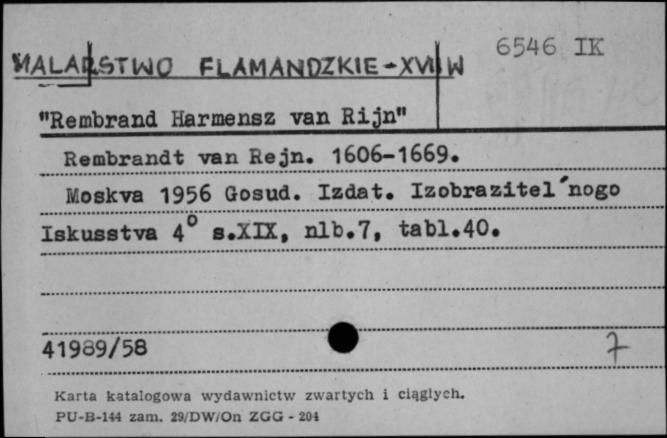 6546 IK
MALARSTWO FLAMANDZKIE-XVII W
"Rembrand Harmensz van Rijn"
Rembrandt van Rejn. 1606-1669.
Moskva 1956 Gosud. Izdat. Izobrazitel´nogo
Iskusstva 4° s.XIX, nlb.7, tabl.40.
41989/58
7
Karta katalogowa wydawnictw zwartych i ciągłych.
PU-B-144 zam. 29/DW/On ZGG - 204